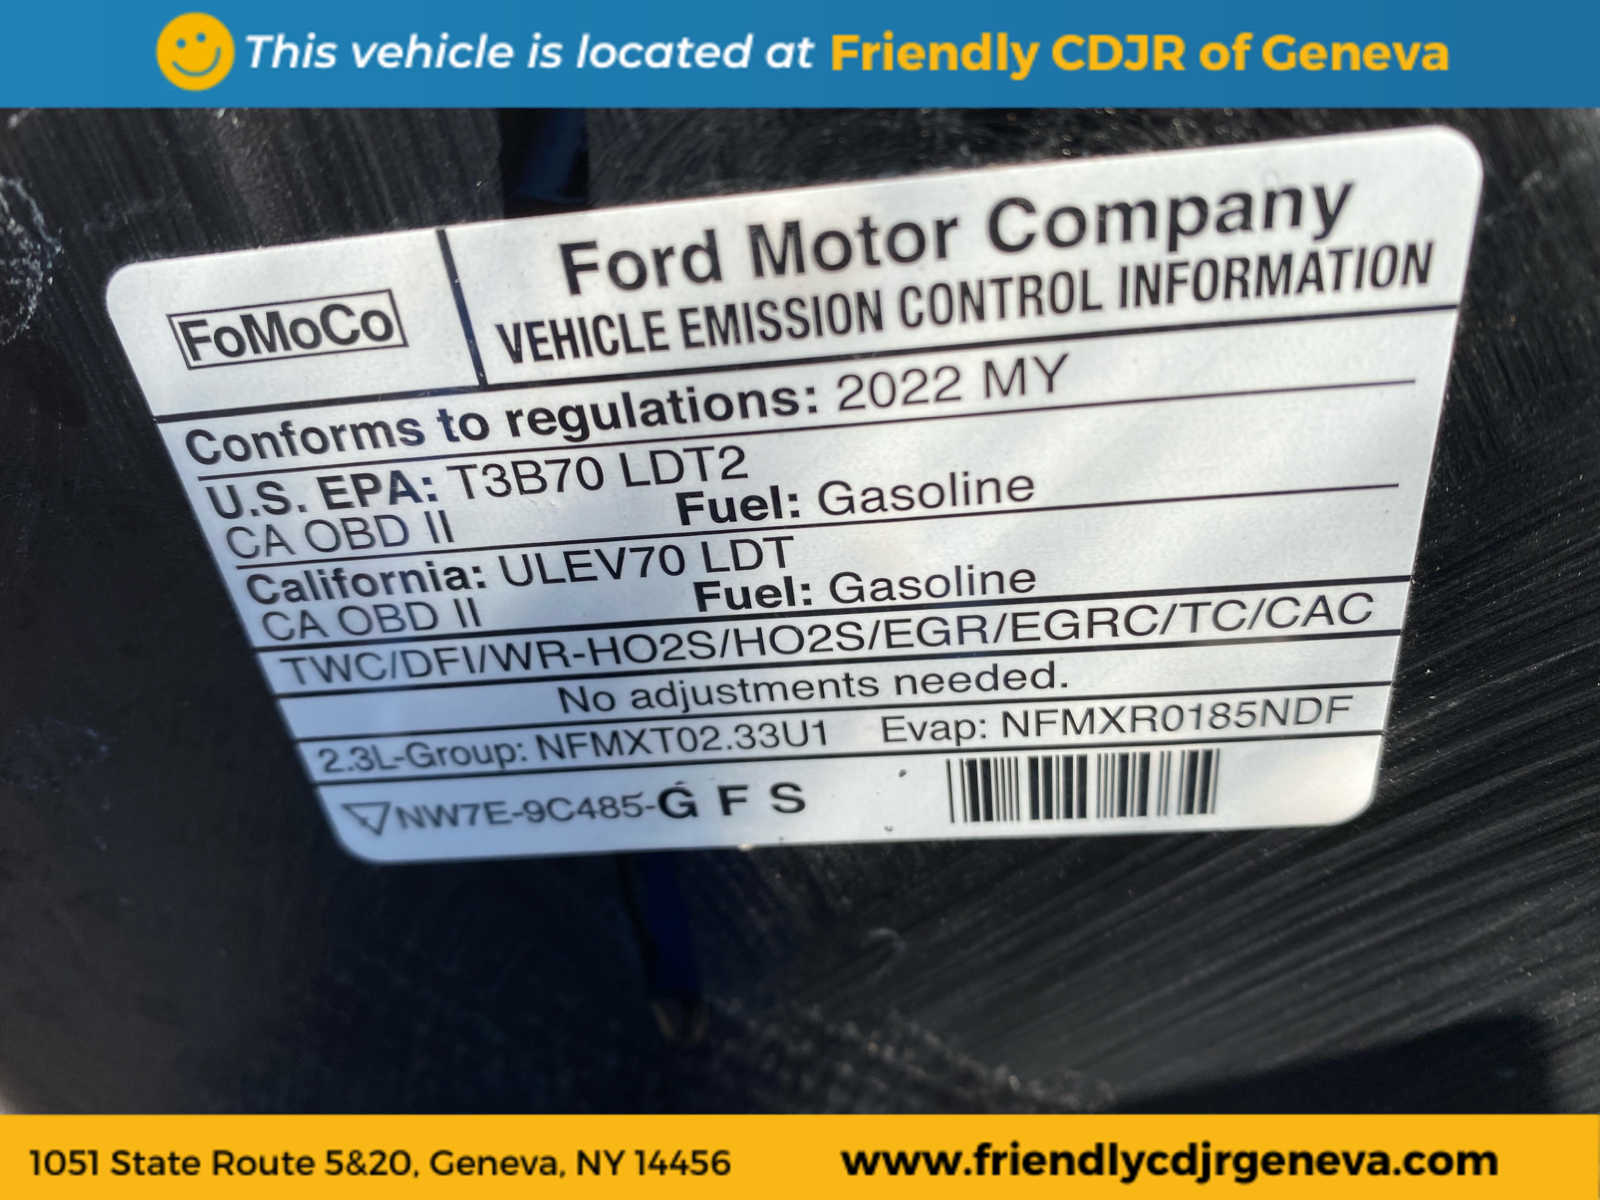 This vehicle is located at Friendly CDJR of Geneva
FoMoCo
Ford Motor Company
VEHICLE EMISSION CONTROL INFORMATION
Conforms to regulations: 2022 MY
U.S. EPA: T3B70 LDT2
CA OBD II Fuel: Gasoline
California: ULEV70 LDT
CA OBD II Fuel: Gasoline
TWC/DFI/WR-HO2S/HO2S/EGR/EGRC/TC/CAC
No adjustments needed.
2.3L-Group: NFMXT02.33U1 Evap: NFMXR0185NDF
NW7E-9C485-G F S
1051 State Route 5&20, Geneva, NY 14456 www.friendlycdjrgeneva.com